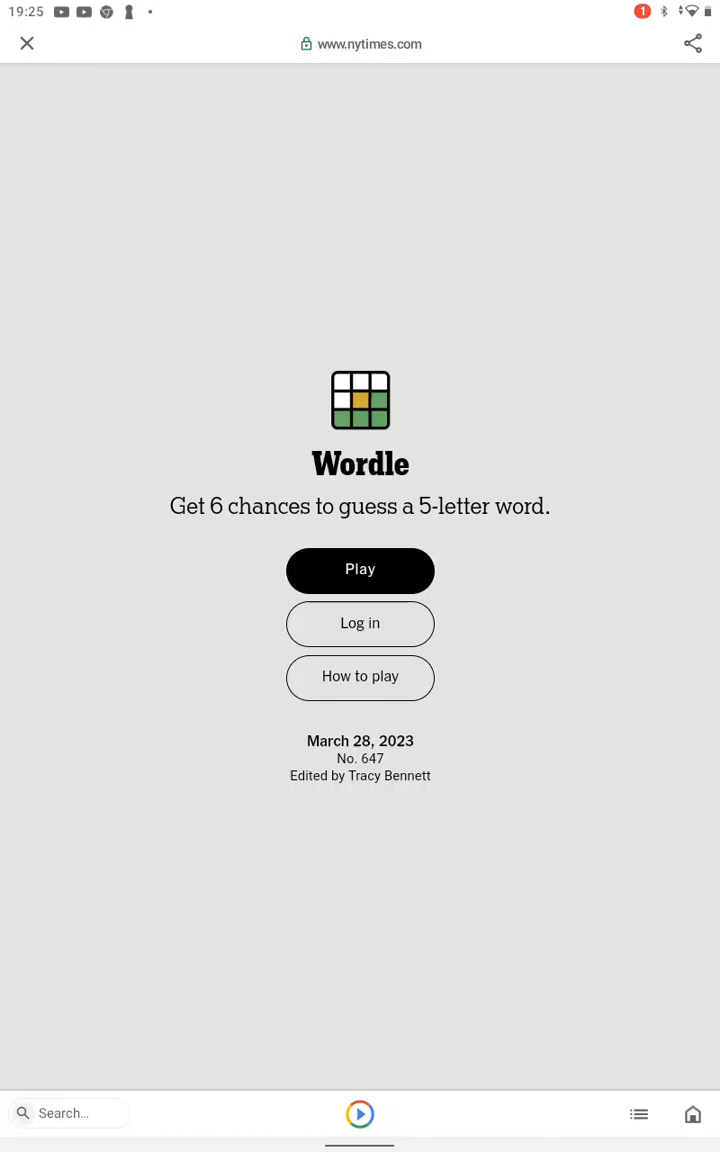 19:25
1
www.nytimes.com
Wordle
Get 6 chances to guess a 5-letter word.
Play
Log in
How to play
March 28, 2023
No. 647
Edited by Tracy Bennett
Search...